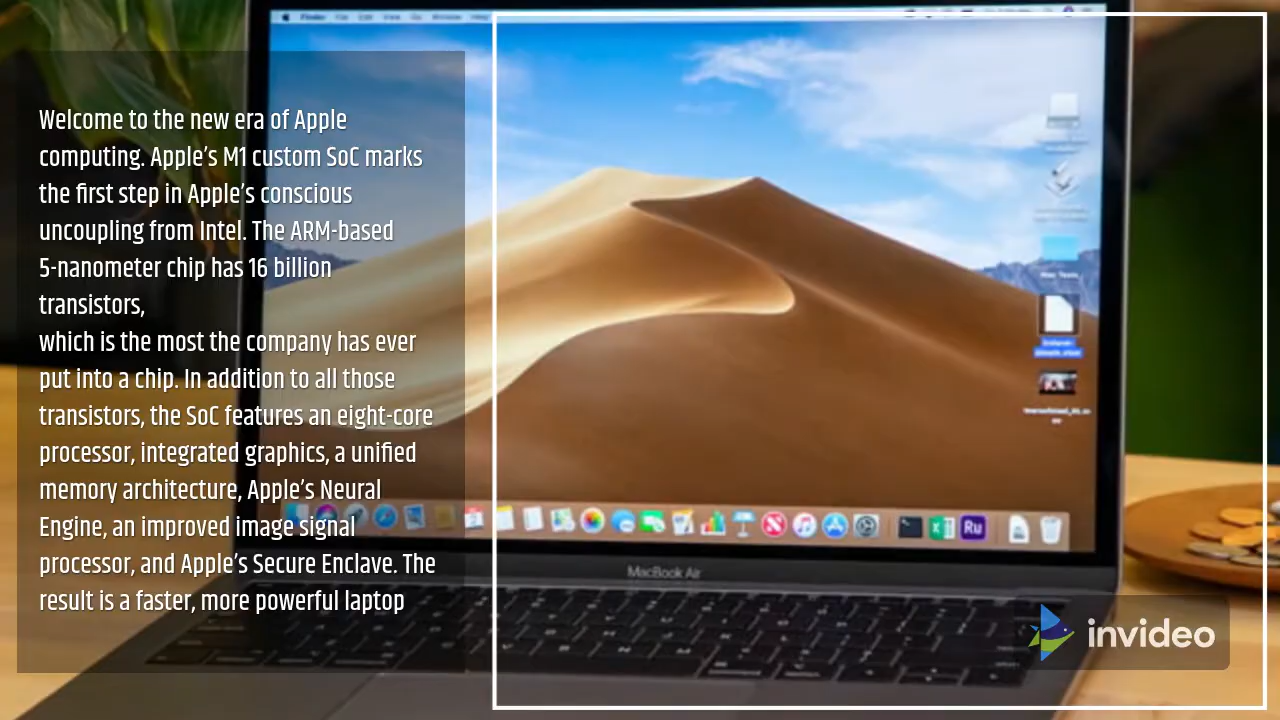 Finder
Welcome to the new era of Apple
computing. Apple’s M1 custom SoC marks
the first step in Apple’s conscious
uncoupling from Intel. The ARM-based
5-nanometer chip has 16 billion
transistors,
which is the most the company has ever
put into a chip. In addition to all those
transistors, the SoC features an eight-core
processor, integrated graphics, a unified
memory architecture, Apple’s Neural
Engine, an improved image signal
processor, and Apple’s Secure Enclave. The
result is a faster, more powerful laptop
Ru
MacBook Air
invideo